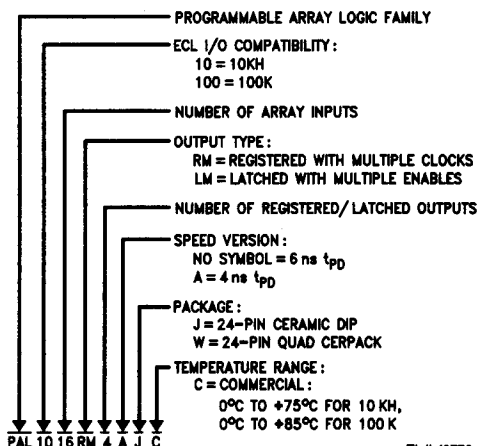 PROGRAMMABLE ARRAY LOGIC FAMILY
ECL I/O COMPATIBILITY:
10 = 10KH
100 = 100K
NUMBER OF ARRAY INPUTS
OUTPUT TYPE:
RM = REGISTERED WITH MULTIPLE CLOCKS
LM = LATCHED WITH MULTIPLE ENABLES
NUMBER OF REGISTERED/LATCHED OUTPUTS
SPEED VERSION:
NO SYMBOL = 6 ns tPD
A = 4 ns tPD
PACKAGE:
J = 24-PIN CERAMIC DIP
W = 24-PIN QUAD CERPACK
TEMPERATURE RANGE:
C = COMMERCIAL:
0°C TO +75°C FOR 10 KH,
0°C TO +85°C FOR 100 K
PAL 10 16 RM 4 A J C